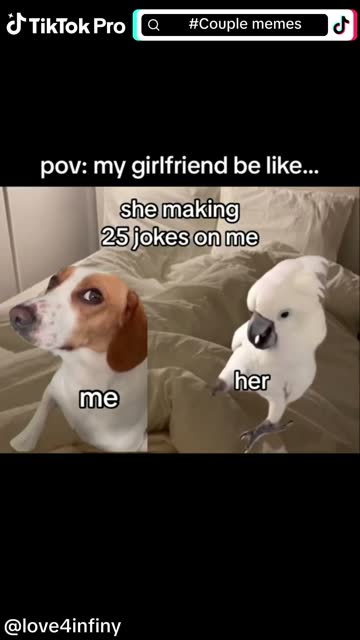 TikTok Pro
#Couple memes
pov: my girlfriend be like...
she making
25 jokes on me
me
her
@love4infiny